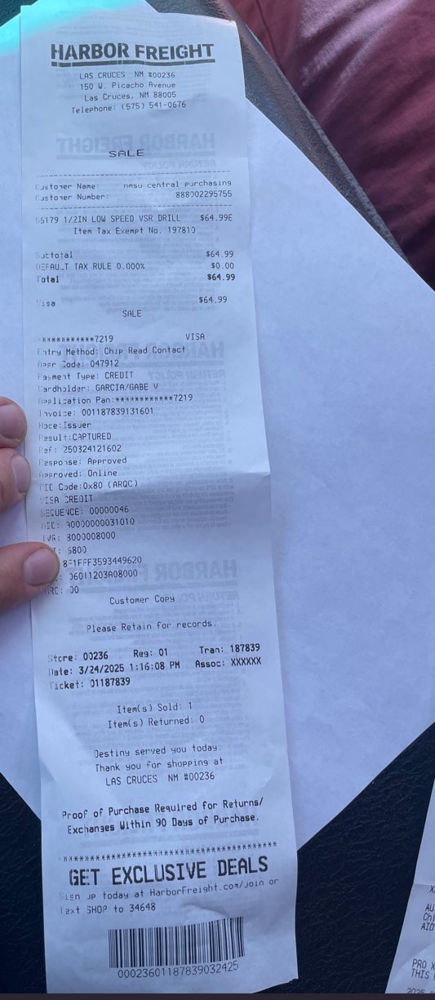 HARBOR FREIGHT
LAS CRUCES NM #00236
150 W. Picacho Avenue
Las Cruces, NM 88005
Telephone: (575) 541-0676
SALE
Customer Name: nmsu central purchasing
Customer Number: 888002295755
55179 1/2IN LOW SPEED VSR DRILL $64.99E
Item Tax Exempt No. 197810
Subtotal $64.99
DEFAULT TAX RULE 0.000% $0.00
Total $64.99
Visa $64.99
SALE
************7219 VISA
Entry Method: Chip Read Contact
Appr Code: 047912
Payment Type: CREDIT
Cardholder: GARCIA/GABE V
Application Pan:************7219
Invoice: 001187839131601
Mode:Issuer
Result:CAPTURED
Ref: 250324121602
Response: Approved
Approved: Online
CID Code:0x80 (ARQC)
VISA CREDIT
SEQUENCE: 00000046
AID: A0000000031010
TVR: 8000008000
6800
8F1FFF3593449620
06011203A08000
ARC: 00
Customer Copy
Please Retain for records.
Store: 00236 Reg: 01 Tran: 187839
Date: 3/24/2025 1:16:08 PM Assoc: XXXXXX
Ticket: 01187839
Item(s) Sold: 1
Item(s) Returned: 0
Destiny served you today.
Thank you for shopping at
LAS CRUCES NM #00236
Proof of Purchase Required for Returns/
Exchanges Within 90 Days of Purchase.
****************************************
GET EXCLUSIVE DEALS
Sign up today at HarborFreight.com/join or
Text SHOP to 34648
00023601187839032425
AID
PRO
THIS